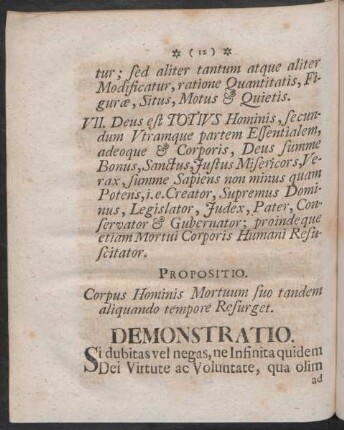 ✡ (12) ✡
tur; sed aliter tantum atque aliter
Modificatur, ratione Quantitatis, Fi-
guræ, Situs, Motus & Quietis.
VII. Deus est TOTIVS Hominis, secun-
dum Vtramque partem Essentialem,
adeoque & Corporis, Deus summe
Bonus, Sanctus, Justus Misericors, Ve-
rax, summe Sapiens non minus quam
Potens, i.e. Creator, Supremus Domi-
nus, Legislator, Judex, Pater, Con-
servator & Gubernator; proindeque
etiam Mortui Corporis Humani Resu-
scitator.
PROPOSITIO.
Corpus Hominis Mortuum suo tandem
aliquando tempore Resurget.
DEMONSTRATIO.
Si dubitas vel negas, ne Infinita quidem
Dei Virtute ac Voluntate, qua olim
ad